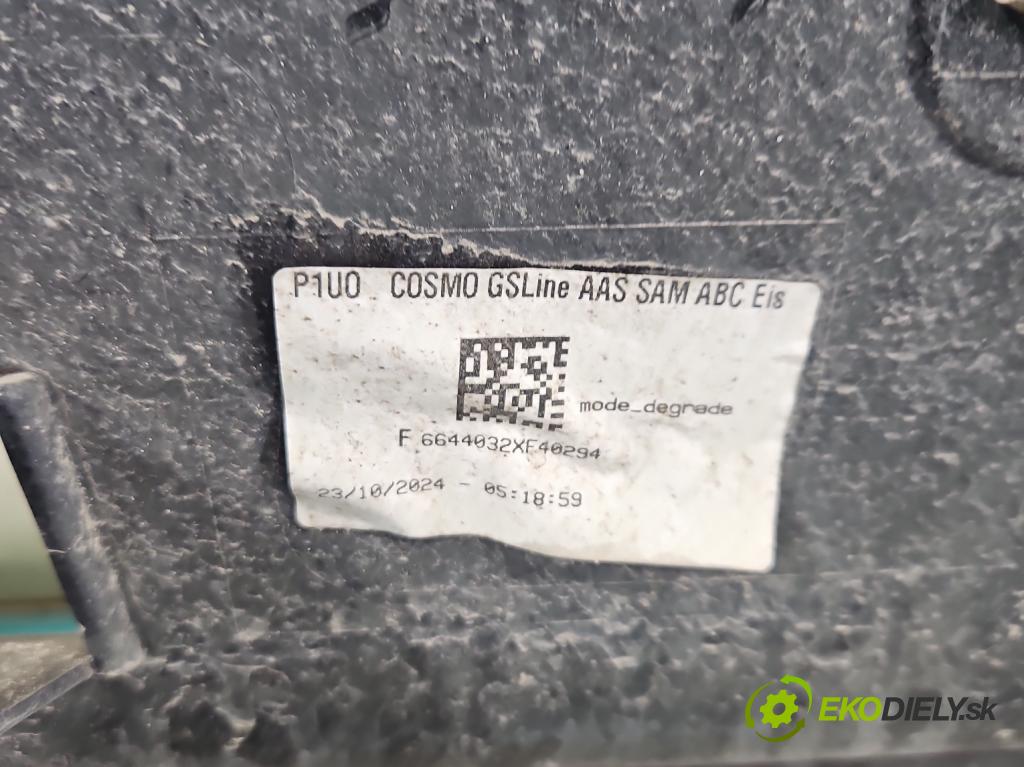 P1U0 COSMO GSLine AAS SAM ABC Eis
mode_degrade
F 6644032XF40294
23/10/2024 - 05:18:59
EKODIELY.sk